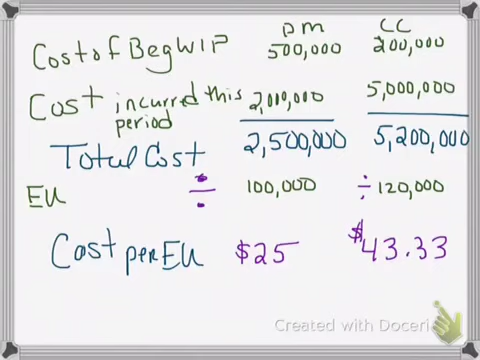 DM CC
Cost of Beg WIP 500,000 200,000
Cost incurred this period 2,000,000 5,000,000
Total Cost 2,500,000 5,200,000
EU ÷ 100,000 ÷ 120,000
Cost per EU $25 $43.33
Created with Doceri